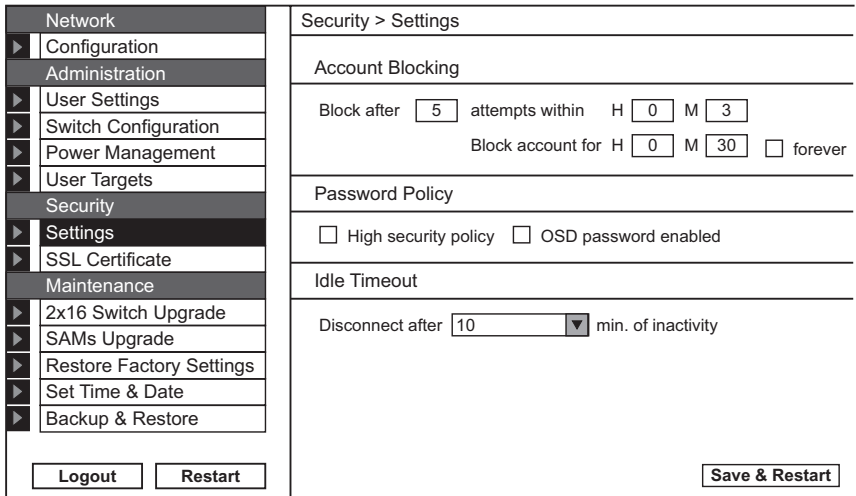 Network
Configuration
Administration
User Settings
Switch Configuration
Power Management
User Targets
Security
Settings
SSL Certificate
Maintenance
2x16 Switch Upgrade
SAMs Upgrade
Restore Factory Settings
Set Time & Date
Backup & Restore
Logout Restart
Security > Settings
Account Blocking
Block after 5 attempts within H 0 M 3
Block account for H 0 M 30 forever
Password Policy
High security policy OSD password enabled
Idle Timeout
Disconnect after 10 min. of inactivity
Save & Restart